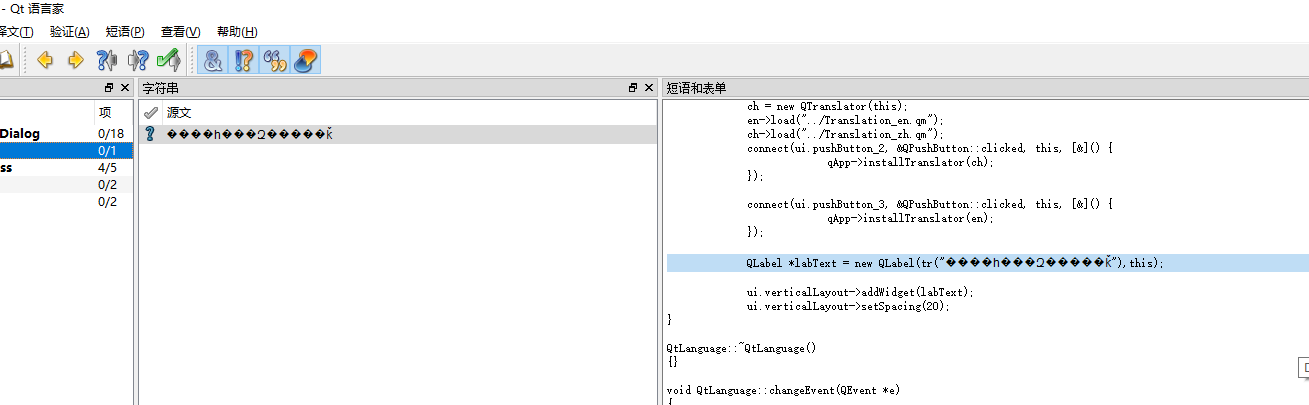 - Qt 语言家
译文(T) 验证(A) 短语(P) 查看(V) 帮助(H)
字符串
短语和表单
项
源文
Dialog 0/18
0/1
ss 4/5
0/2
0/2
����h���Ձ�����ǩ
ch = new QTranslator(this);
en->load("../Translation_en.qm");
ch->load("../Translation_zh.qm");
connect(ui.pushButton_2, &QPushButton::clicked, this, [&]() {
qApp->installTranslator(ch);
});
connect(ui.pushButton_3, &QPushButton::clicked, this, [&]() {
qApp->installTranslator(en);
});
QLabel *labText = new QLabel(tr("����h���Ձ�����ǩ"),this);
ui.verticalLayout->addWidget(labText);
ui.verticalLayout->setSpacing(20);
}
QtLanguage::~QtLanguage()
{}
void QtLanguage::changeEvent(QEvent *e)
{